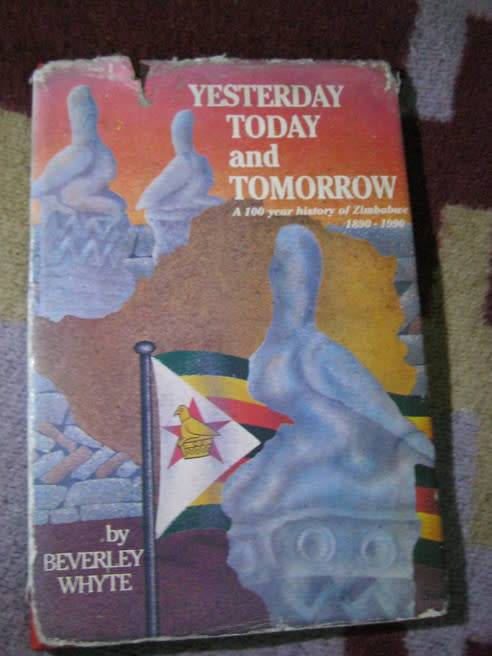 YESTERDAY
TODAY
and
TOMORROW
A 100 year history of Zimbabwe
1890 - 1990
by
BEVERLEY
WHYTE